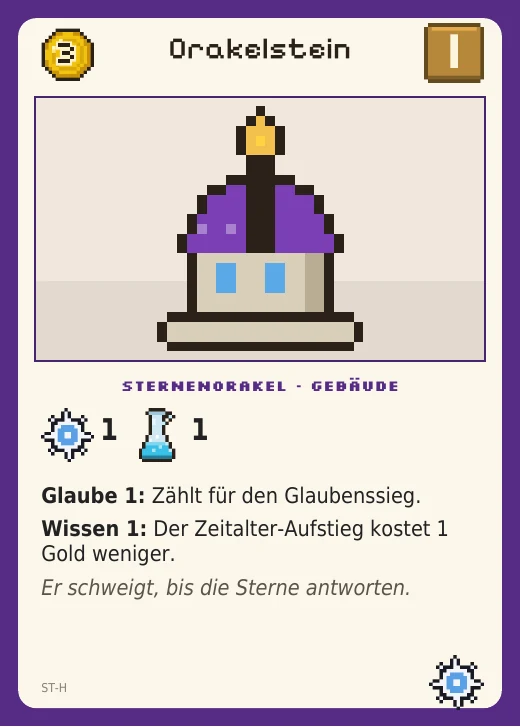 3
Orakelstein
I
STERNENORAKEL - GEBÄUDE
1
1
Glaube 1: Zählt für den Glaubenssieg.
Wissen 1: Der Zeitalter-Aufstieg kostet 1
Gold weniger.
Er schweigt, bis die Sterne antworten.
ST-H